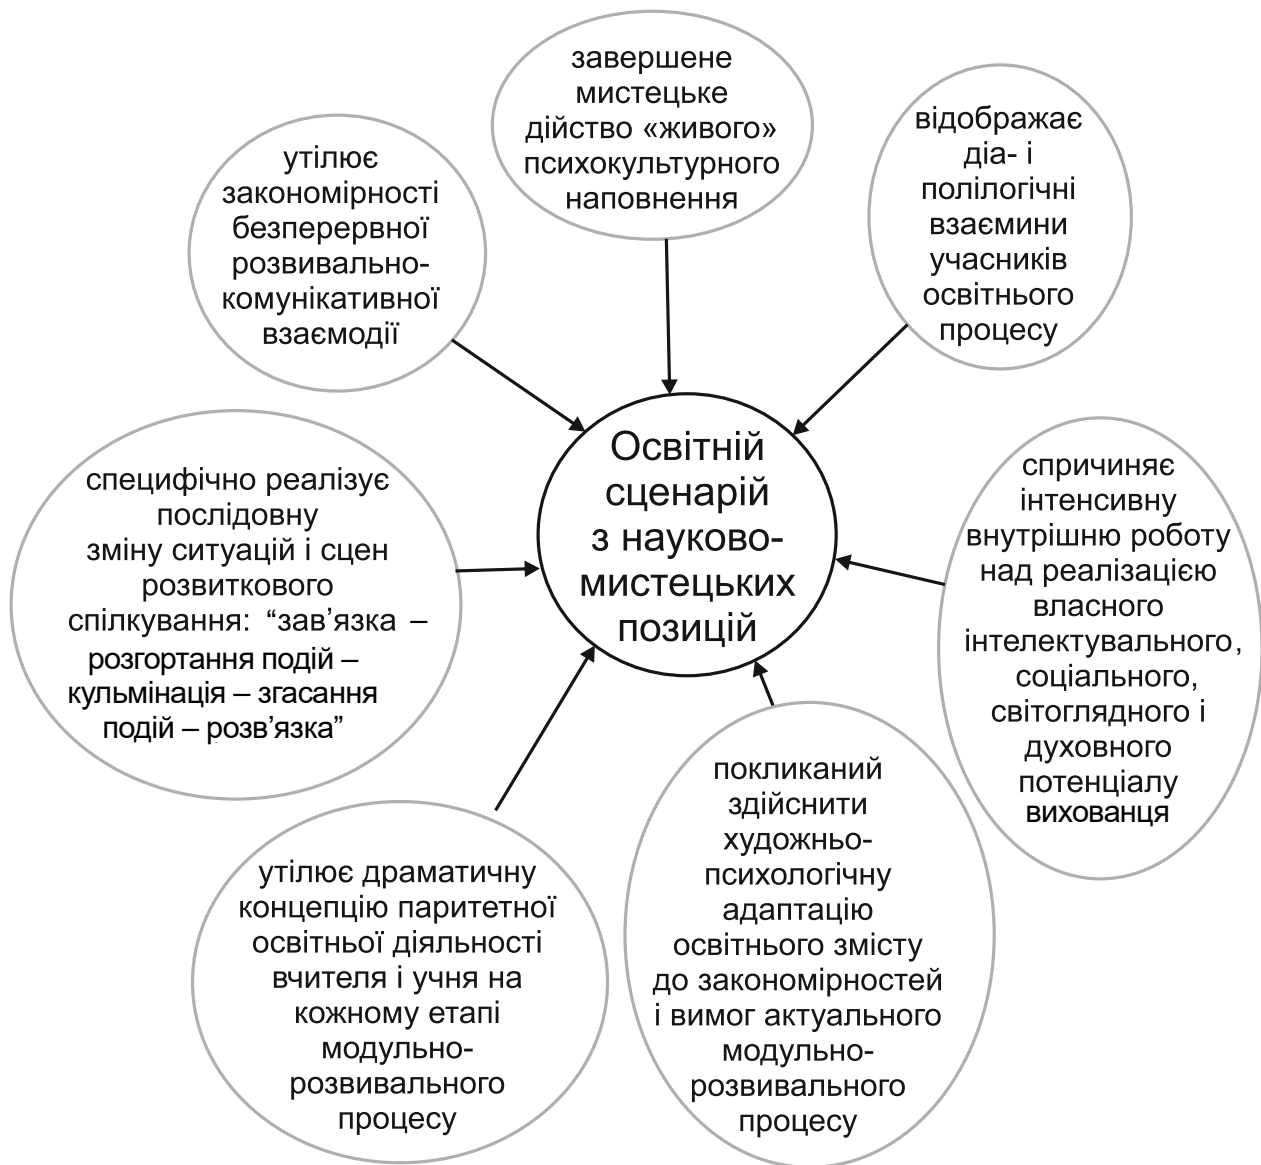 завершене
мистецьке
дійство «живого»
психокультурного
наповнення
відображає
діа- і
полілогічні
взаємини
учасників
освітнього
процесу
утілює
закономірності
безперервної
розвивально-
комунікативної
взаємодії
Освітній
сценарій
з науково-
мистецьких
позицій
специфічно реалізує
послідовну
зміну ситуацій і сцен
розвиткового
спілкування: “зав’язка –
розгортання подій –
кульмінація – згасання
подій – розв’язка”
спричиняє
інтенсивну
внутрішню роботу
над реалізацією
власного
інтелектувального,
соціального,
світоглядного і
духовного
потенціалу
вихованця
утілює драматичну
концепцію паритетної
освітньої діяльності
вчителя і учня на
кожному етапі
модульно-
розвивального
процесу
покликаний
здійснити
художньо-
психологічну
адаптацію
освітнього змісту
до закономірностей
і вимог актуального
модульно-
розвивального
процесу